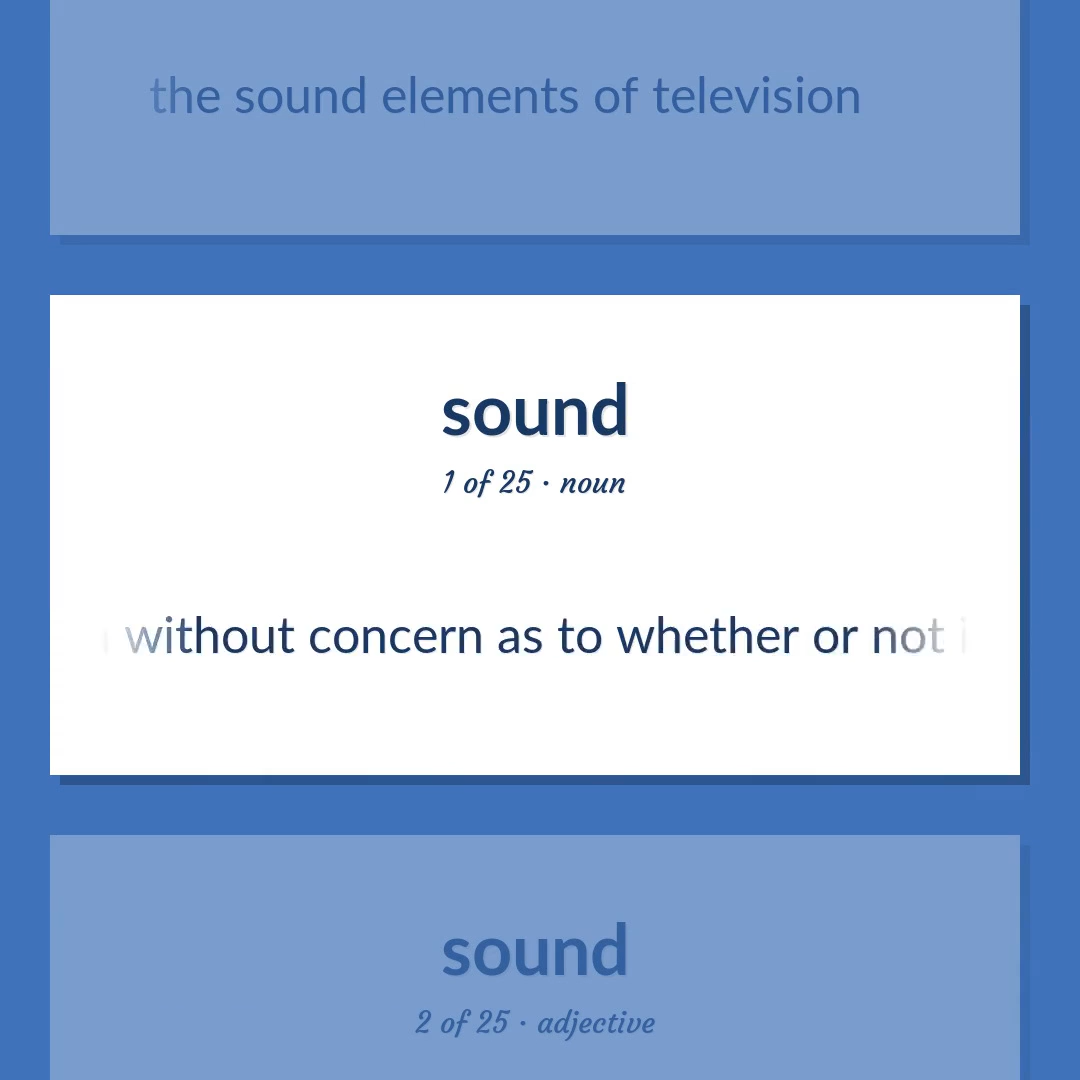 the sound elements of television
sound
1 of 25 · noun
without concern as to whether or not
sound
2 of 25 · adjective